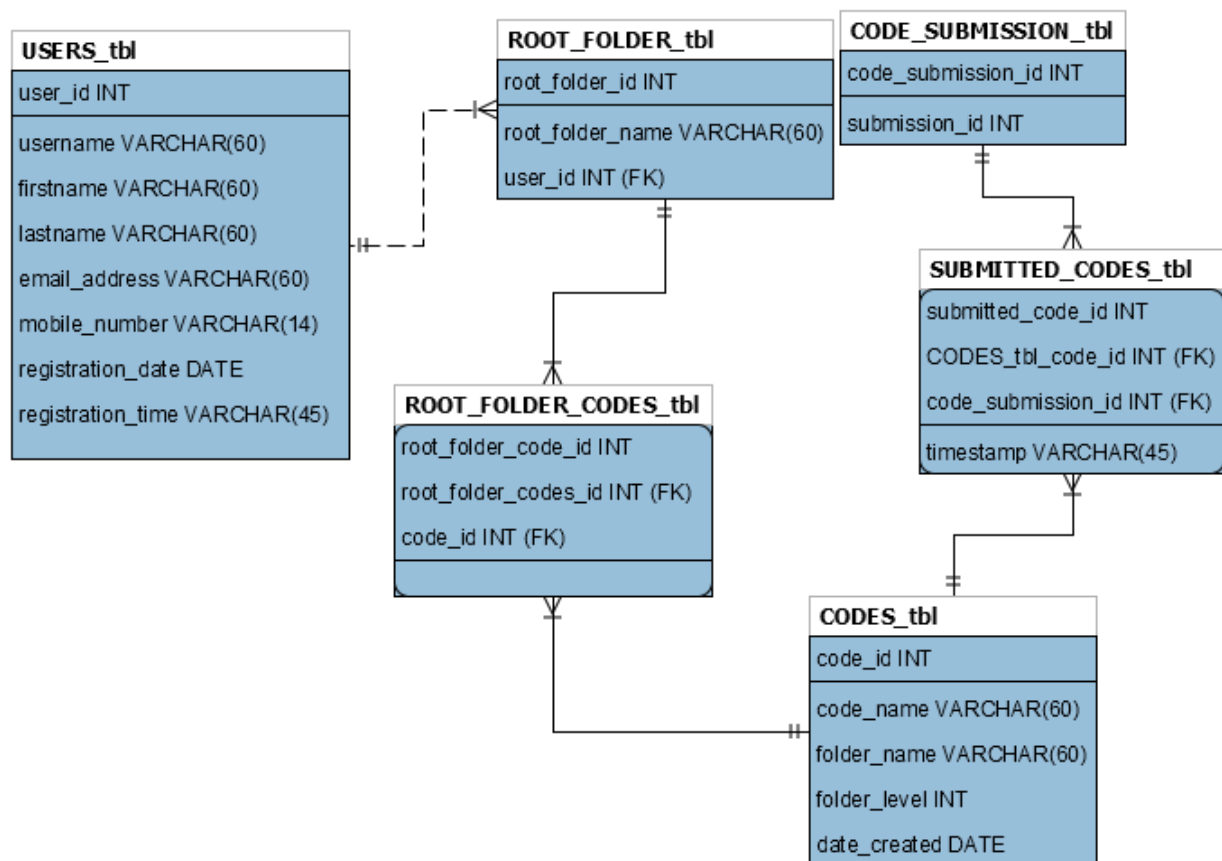 USERS_tbl
user_id INT
username VARCHAR(60)
firstname VARCHAR(60)
lastname VARCHAR(60)
email_address VARCHAR(60)
mobile_number VARCHAR(14)
registration_date DATE
registration_time VARCHAR(45)
ROOT_FOLDER_tbl
root_folder_id INT
root_folder_name VARCHAR(60)
user_id INT (FK)
CODE_SUBMISSION_tbl
code_submission_id INT
submission_id INT
SUBMITTED_CODES_tbl
submitted_code_id INT
CODES_tbl_code_id INT (FK)
code_submission_id INT (FK)
timestamp VARCHAR(45)
ROOT_FOLDER_CODES_tbl
root_folder_code_id INT
root_folder_codes_id INT (FK)
code_id INT (FK)
CODES_tbl
code_id INT
code_name VARCHAR(60)
folder_name VARCHAR(60)
folder_level INT
date_created DATE